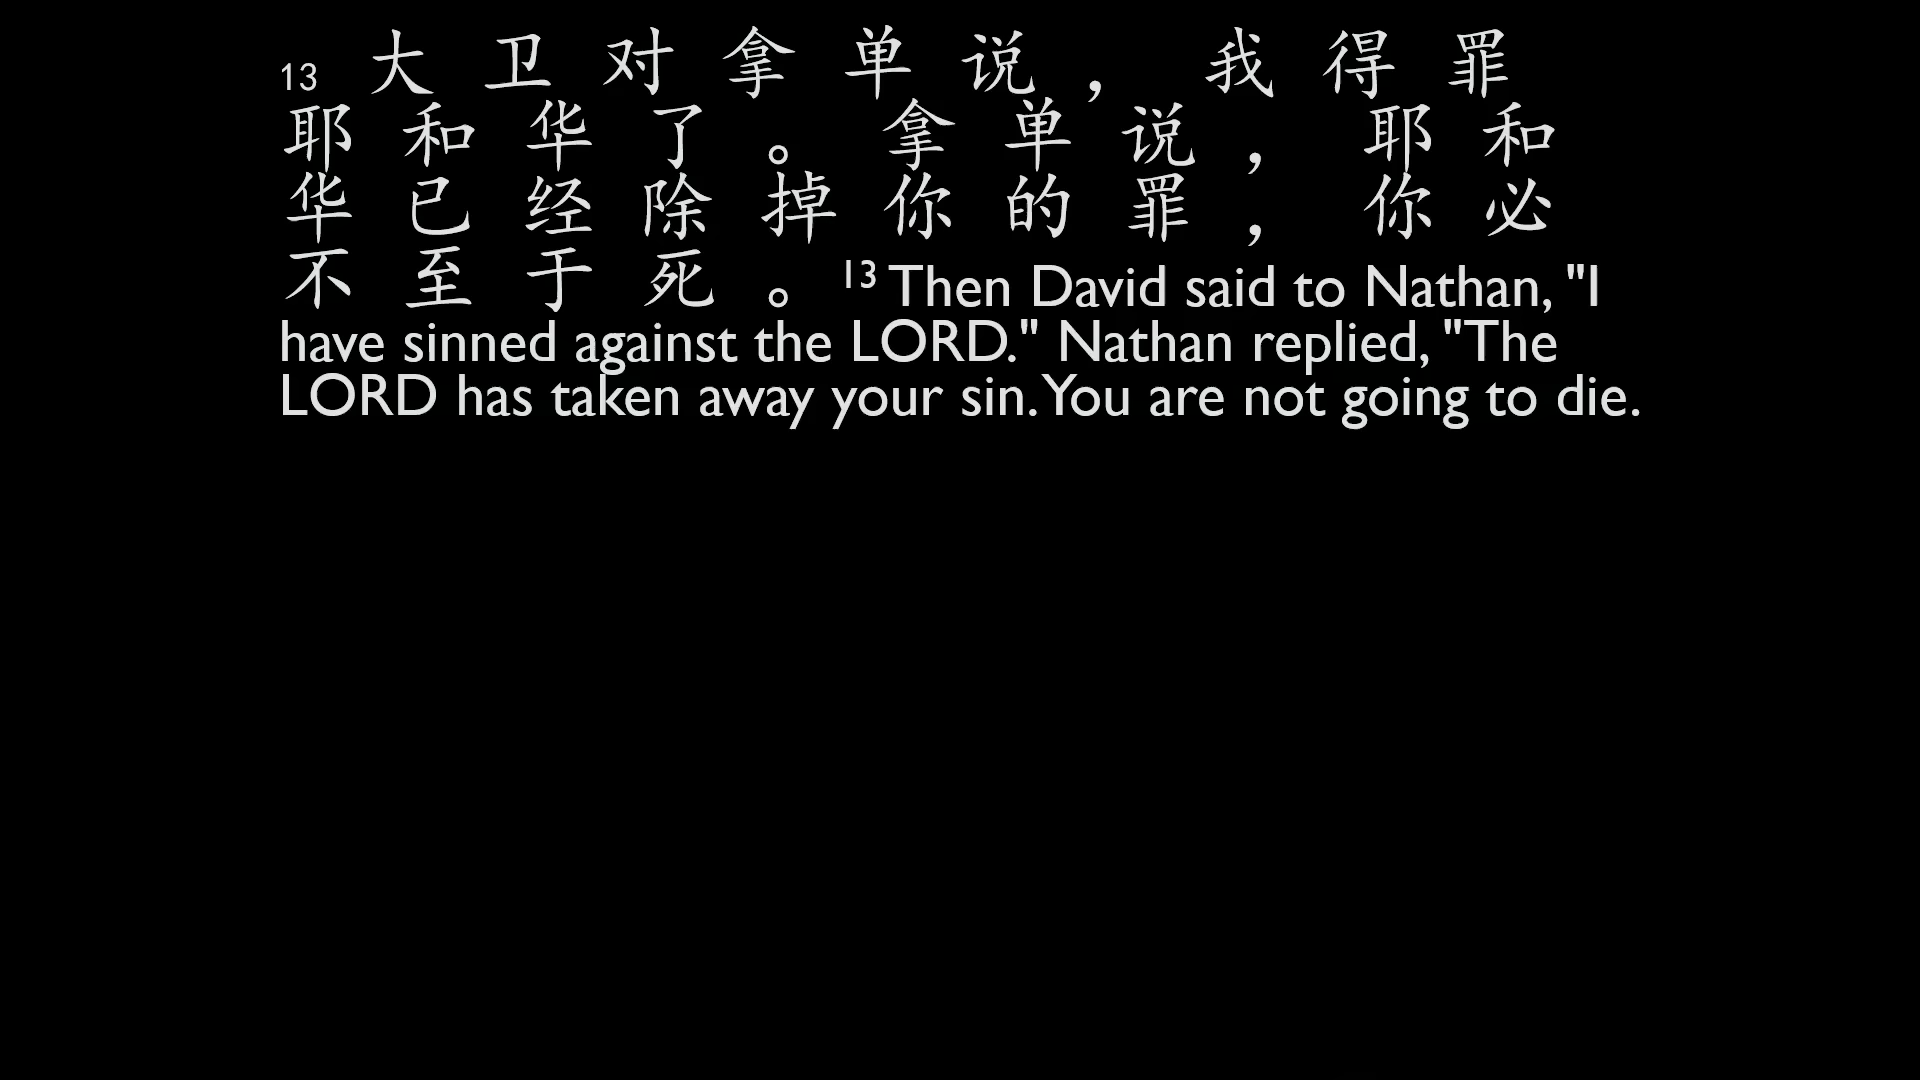 13 大 卫 对 拿 单 说 ， 我 得 罪
耶 和 华 了 。 拿 单 说 ， 耶 和
华 已 经 除 掉 你 的 罪 ， 你 必
不 至 于 死 。 13 Then David said to Nathan, "I
have sinned against the LORD." Nathan replied, "The
LORD has taken away your sin. You are not going to die.